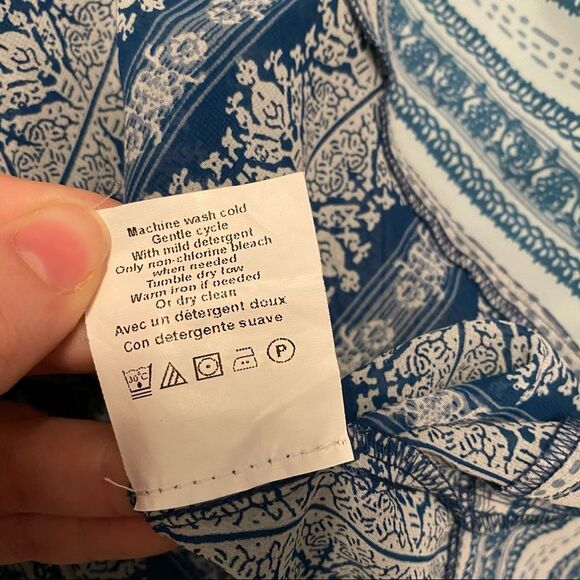 Machine wash cold
Gentle cycle
With mild detergent
Only non-chlorine bleach
when needed
Tumble dry low
Warm iron if needed
Or dry clean
Avec un détergent doux
Con detergente suave
30°C P